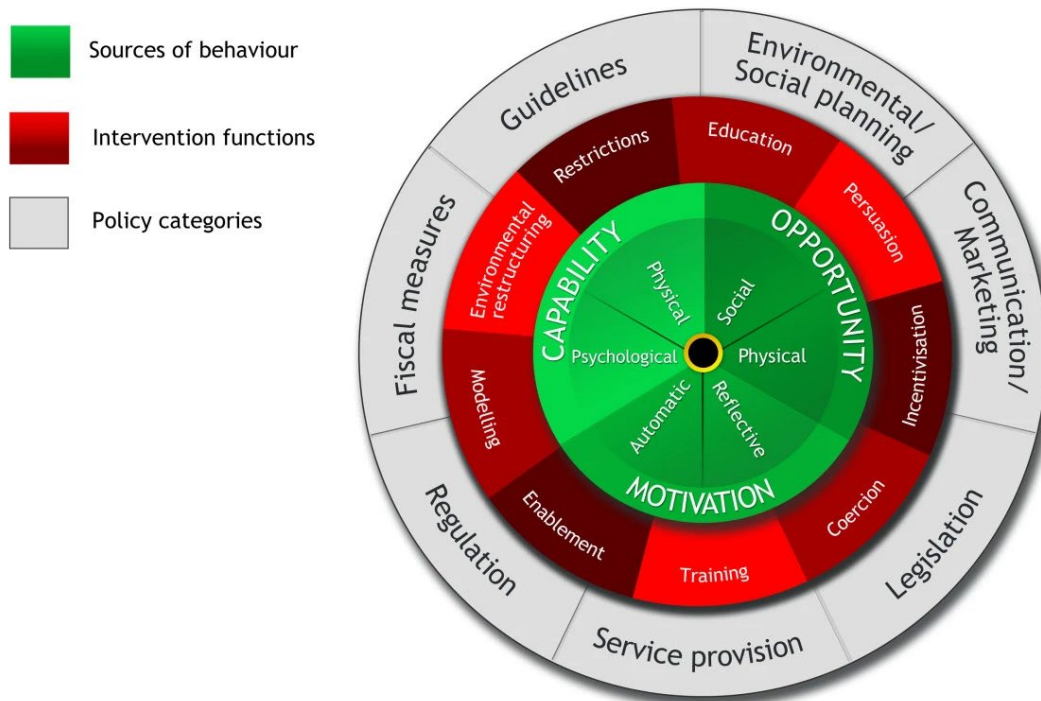 Sources of behaviour
Intervention functions
Policy categories
Guidelines
Environmental/
Social planning
Communication/
Marketing
Legislation
Service provision
Regulation
Fiscal measures
Restrictions
Education
Persuasion
Incentivisation
Coercion
Training
Enablement
Modelling
Environmental
restructuring
CAPABILITY
OPPORTUNITY
MOTIVATION
Physical
Social
Physical
Reflective
Automatic
Psychological